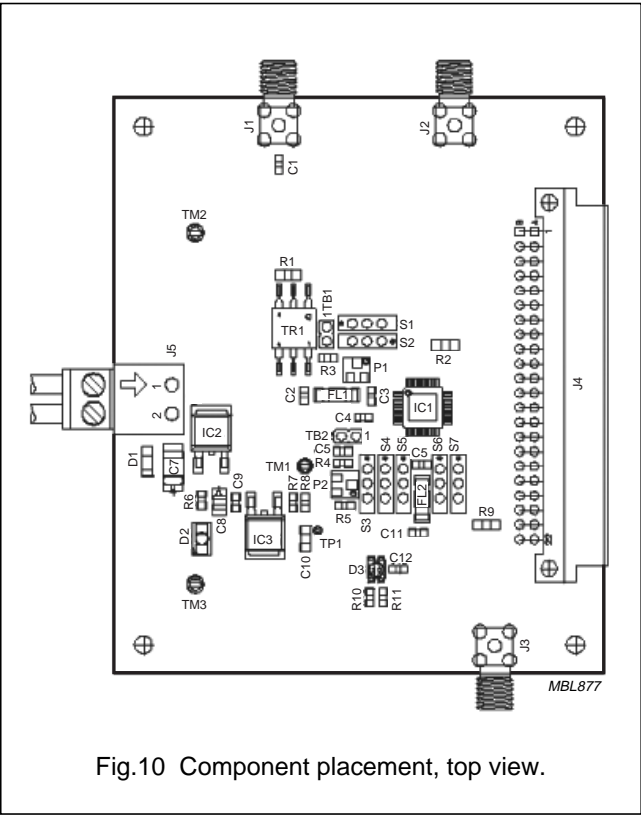 J1
J2
C1
TM2
R1
1
TB1
TR1
S1
S2
R3
P1
R2
B A
1
J5
1
2
C2
FL1
C3
C4
IC1
J4
IC2
TB2
1
D1
C7
C5
R4
TM1
P2
S4
S5
C5
S6
S7
R6
C8
C9
R7
R8
FL2
R5
S3
R9
D2
IC3
C10
TP1
C11
D3
C12
TM3
R10
R11
J3
MBL877
Fig.10 Component placement, top view.